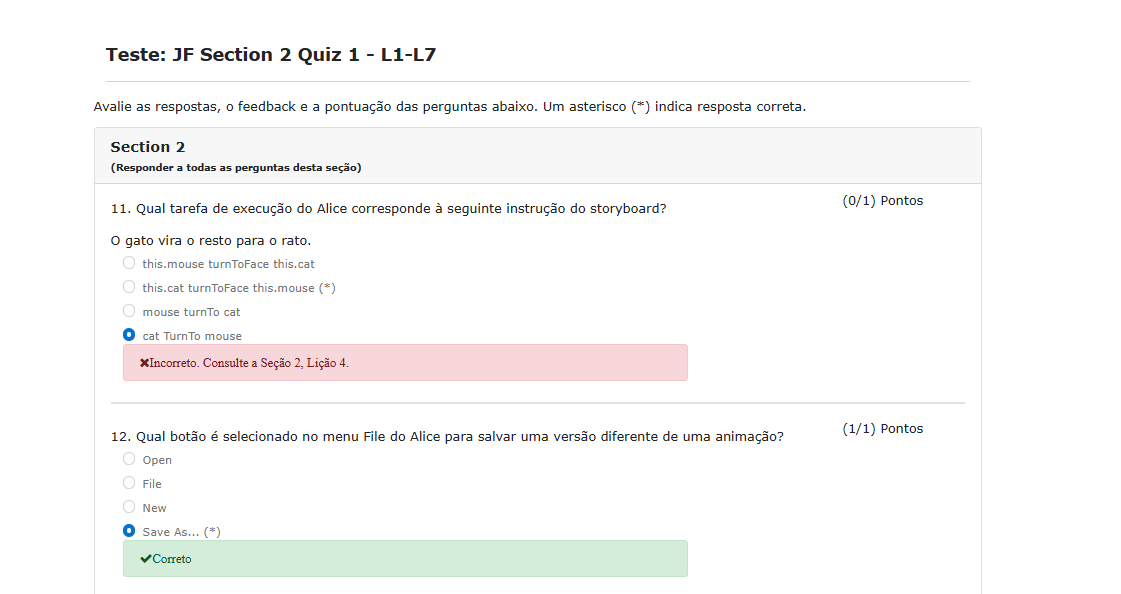 Teste: JF Section 2 Quiz 1 - L1-L7
Avalie as respostas, o feedback e a pontuação das perguntas abaixo. Um asterisco (*) indica resposta correta.
Section 2
(Responder a todas as perguntas desta seção)
11. Qual tarefa de execução do Alice corresponde à seguinte instrução do storyboard?
(0/1) Pontos
O gato vira o resto para o rato.
this.mouse turnToFace this.cat
this.cat turnToFace this.mouse (*)
mouse turnTo cat
cat TurnTo mouse
✖Incorreto. Consulte a Seção 2, Lição 4.
12. Qual botão é selecionado no menu File do Alice para salvar uma versão diferente de uma animação?
(1/1) Pontos
Open
File
New
Save As... (*)
✔Correto